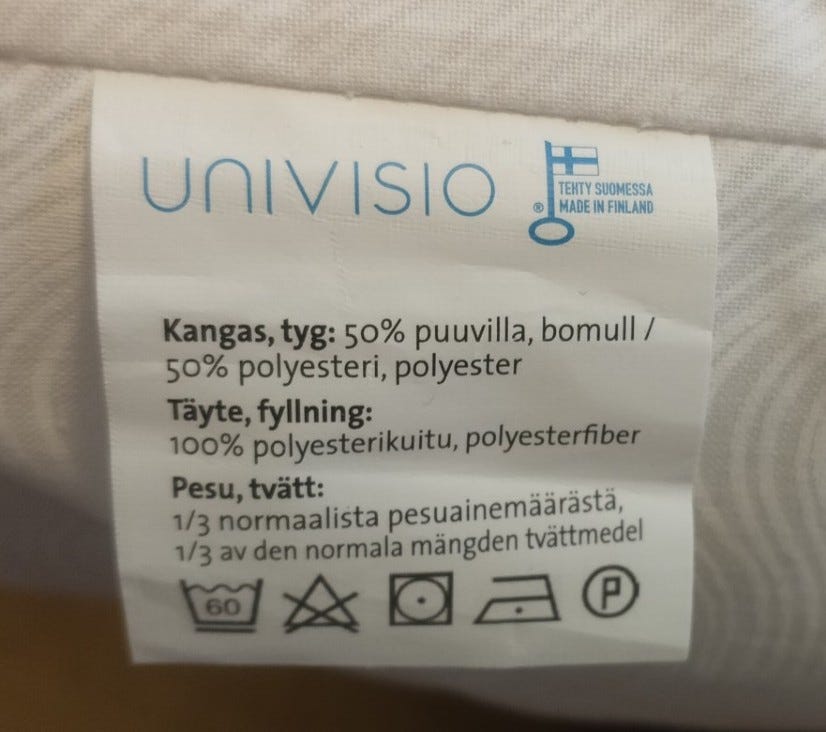 UNIVISIO
TEHTY SUOMESSA
® MADE IN FINLAND
Kangas, tyg: 50% puuvilla, bomull /
50% polyesteri, polyester
Täyte, fyllning:
100% polyesterikuitu, polyesterfiber
Pesu, tvätt:
1/3 normaalista pesuainemäärästä,
1/3 av den normala mängden tvättmedel
60
P